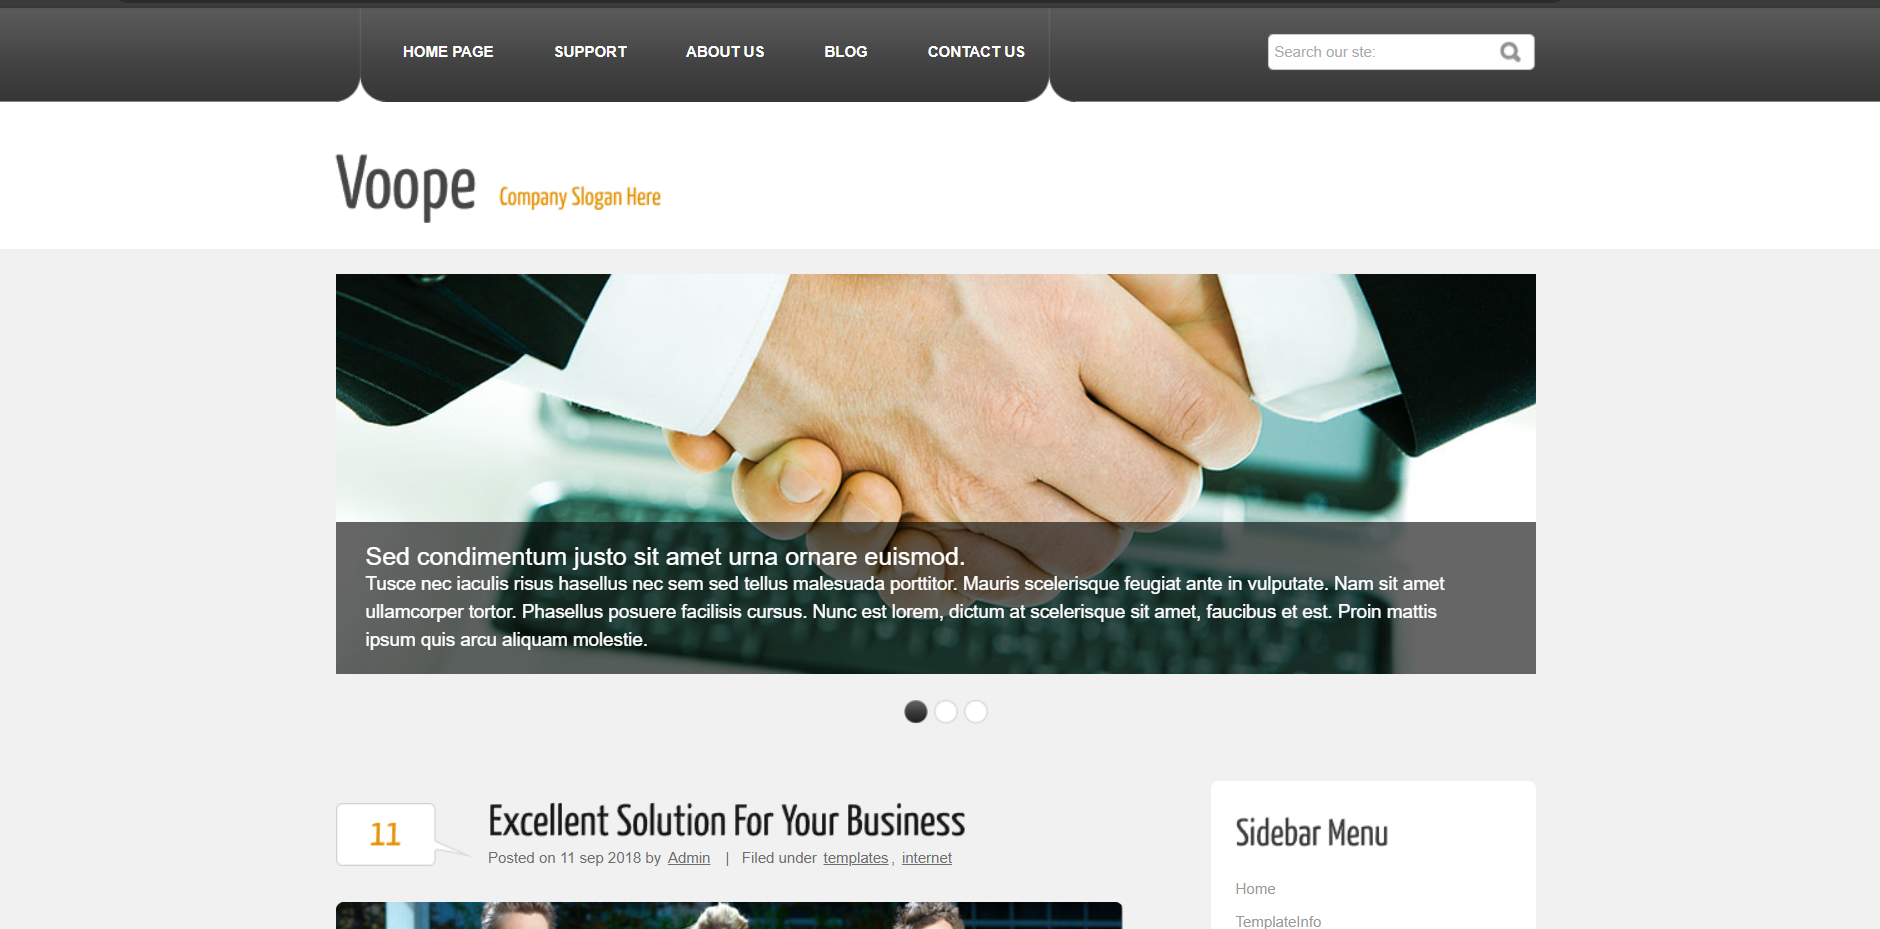 HOME PAGE SUPPORT ABOUT US BLOG CONTACT US Search our ste:
Voope Company Slogan Here
Sed condimentum justo sit amet urna ornare euismod.
Tusce nec iaculis risus hasellus nec sem sed tellus malesuada porttitor. Mauris scelerisque feugiat ante in vulputate. Nam sit amet
ullamcorper tortor. Phasellus posuere facilisis cursus. Nunc est lorem, dictum at scelerisque sit amet, faucibus et est. Proin mattis
ipsum quis arcu aliquam molestie.
11
Excellent Solution For Your Business
Posted on 11 sep 2018 by Admin | Filed under templates, internet
Sidebar Menu
Home
TemplateInfo